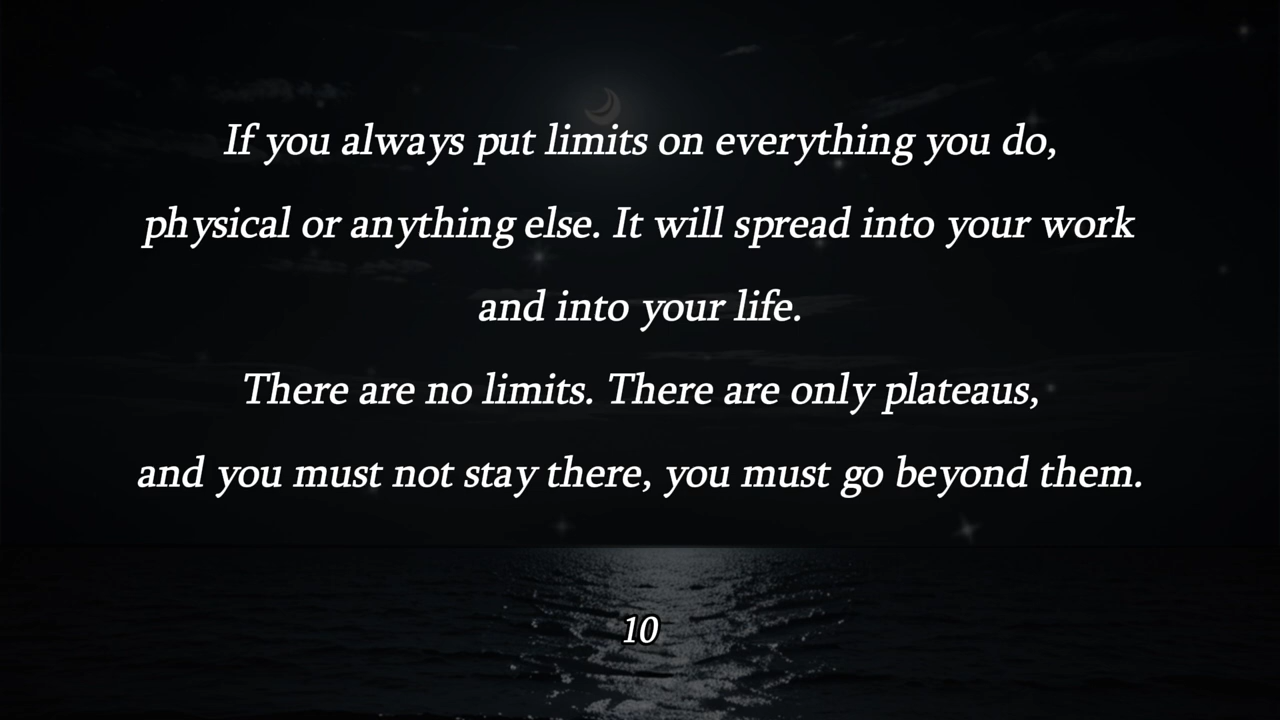 If you always put limits on everything you do,
physical or anything else. It will spread into your work
and into your life.
There are no limits. There are only plateaus,
and you must not stay there, you must go beyond them.
10